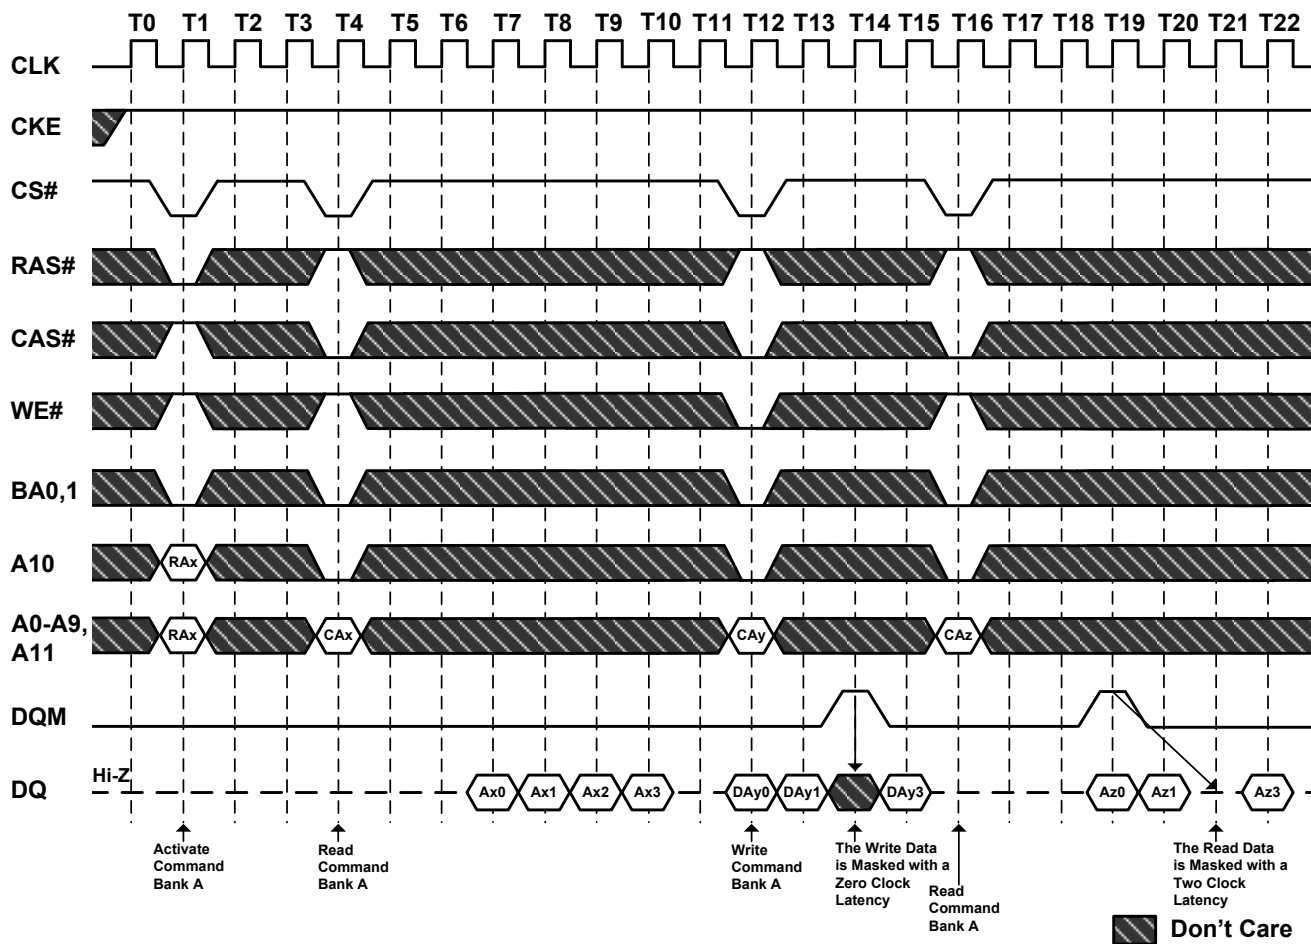 T0 T1 T2 T3 T4 T5 T6 T7 T8 T9 T10 T11 T12 T13 T14 T15 T16 T17 T18 T19 T20 T21 T22
CLK
CKE
CS#
RAS#
CAS#
WE#
BA0,1
A10
RAx
A0-A9,
A11
RAx CAx CAy CAz
DQM
Hi-Z
DQ
Ax0 Ax1 Ax2 Ax3 DAy0 DAy1 DAy3 Az0 Az1 Az3
Activate
Command
Bank A
Read
Command
Bank A
Write
Command
Bank A
The Write Data
is Masked with a
Zero Clock
Latency
Read
Command
Bank A
The Read Data
is Masked with a
Two Clock
Latency
Don't Care